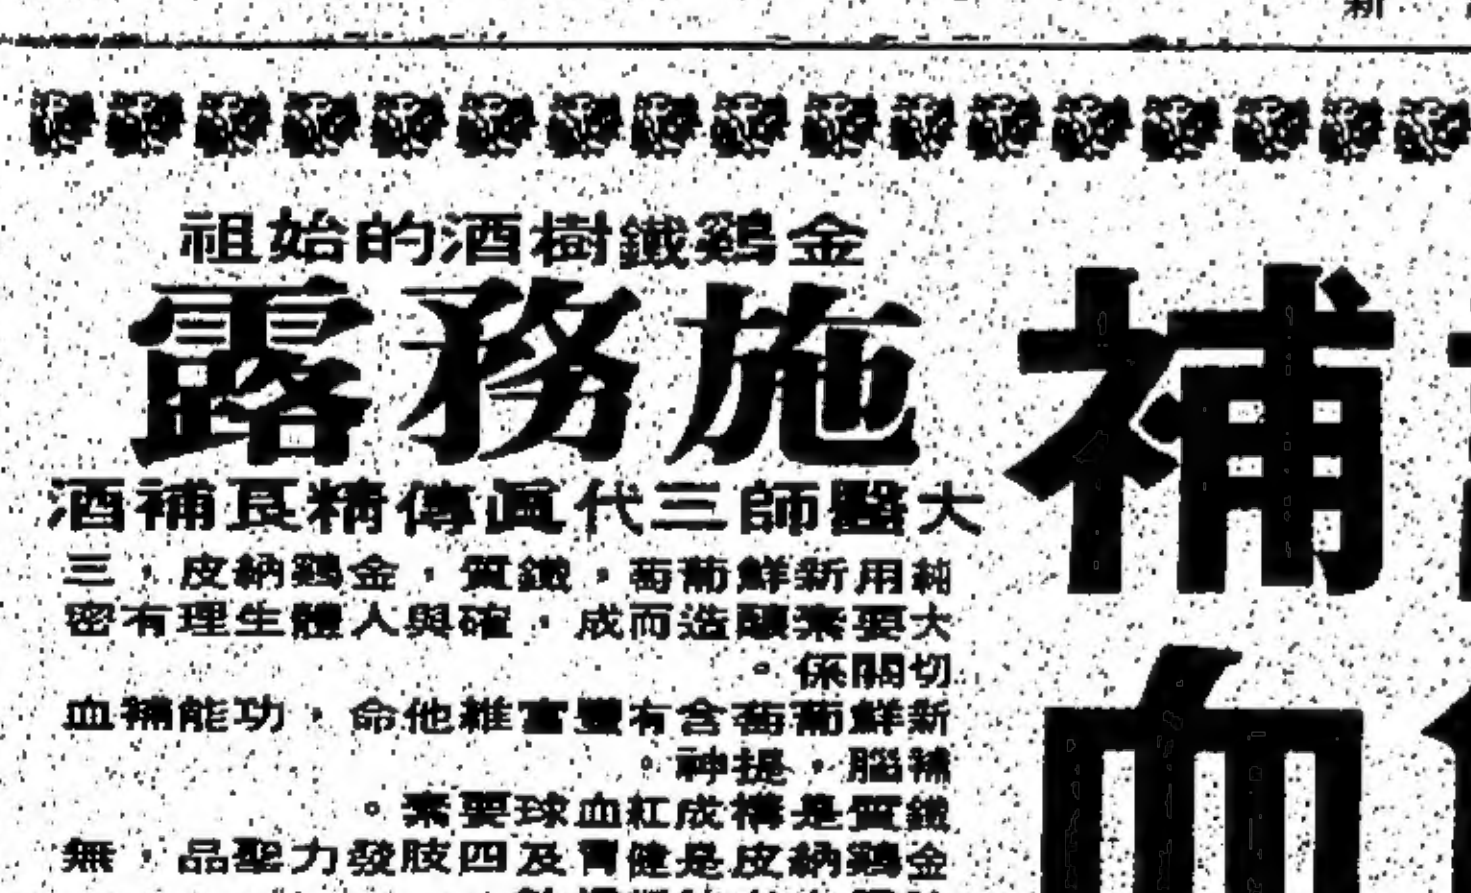 新
金鷄鐵樹酒的始祖
施務露
大醫師三代眞傳精良補酒
純用新鮮葡萄,鐵質,金鷄納皮,三
大要素釀造而成,確與人體生理有密
切關係。
新鮮葡萄含有豐富維他命,功能補血
補腦,提神。
鐵質是構成紅血球要素。
金鷄納皮是健胃及四肢發力聖品,無
補
血